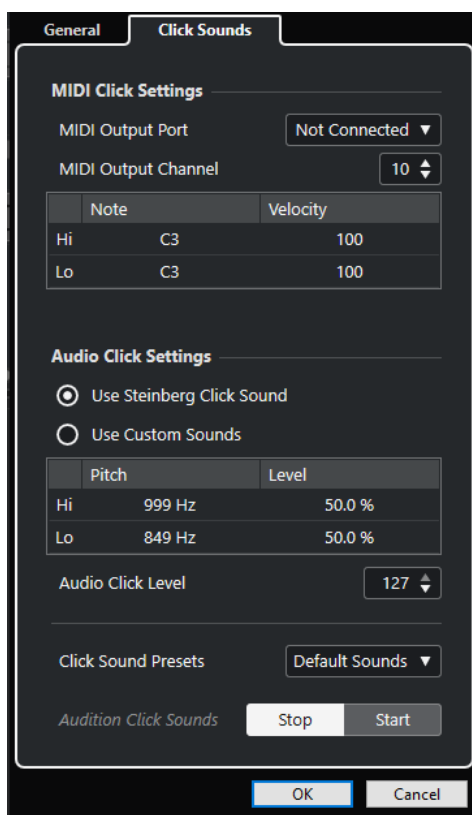 General Click Sounds
MIDI Click Settings
MIDI Output Port Not Connected
MIDI Output Channel 10
Note Velocity
Hi C3 100
Lo C3 100
Audio Click Settings
Use Steinberg Click Sound
Use Custom Sounds
Pitch Level
Hi 999 Hz 50.0 %
Lo 849 Hz 50.0 %
Audio Click Level 127
Click Sound Presets Default Sounds
Audition Click Sounds Stop Start
OK Cancel